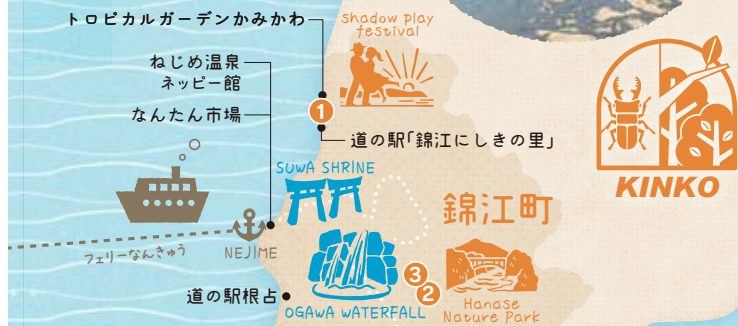 トロピカルガーデンかみかわ
Shadow play
festival
ねじめ温泉
ネッピー館
なんたん市場
1
道の駅「錦江にしきの里」
SUWA SHRINE
錦江町
KINKO
フェリーなんきゅう
NEJIME
道の駅根占
OGAWA WATERFALL
3
2
Hanase
Nature Park